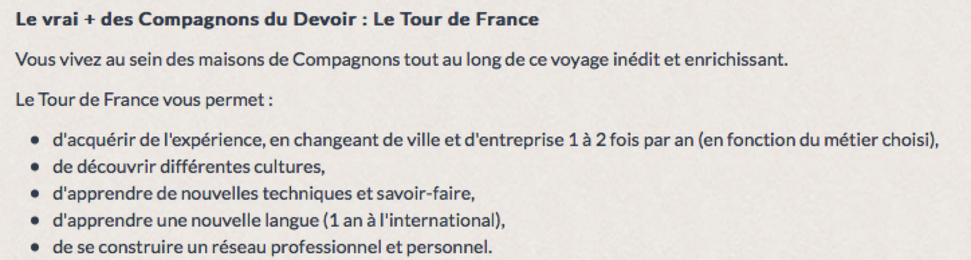 Le vrai + des Compagnons du Devoir : Le Tour de France
Vous vivez au sein des maisons de Compagnons tout au long de ce voyage inédit et enrichissant.
Le Tour de France vous permet :
• d'acquérir de l'expérience, en changeant de ville et d'entreprise 1 à 2 fois par an (en fonction du métier choisi),
• de découvrir différentes cultures,
• d'apprendre de nouvelles techniques et savoir-faire,
• d'apprendre une nouvelle langue (1 an à l'international),
• de se construire un réseau professionnel et personnel.